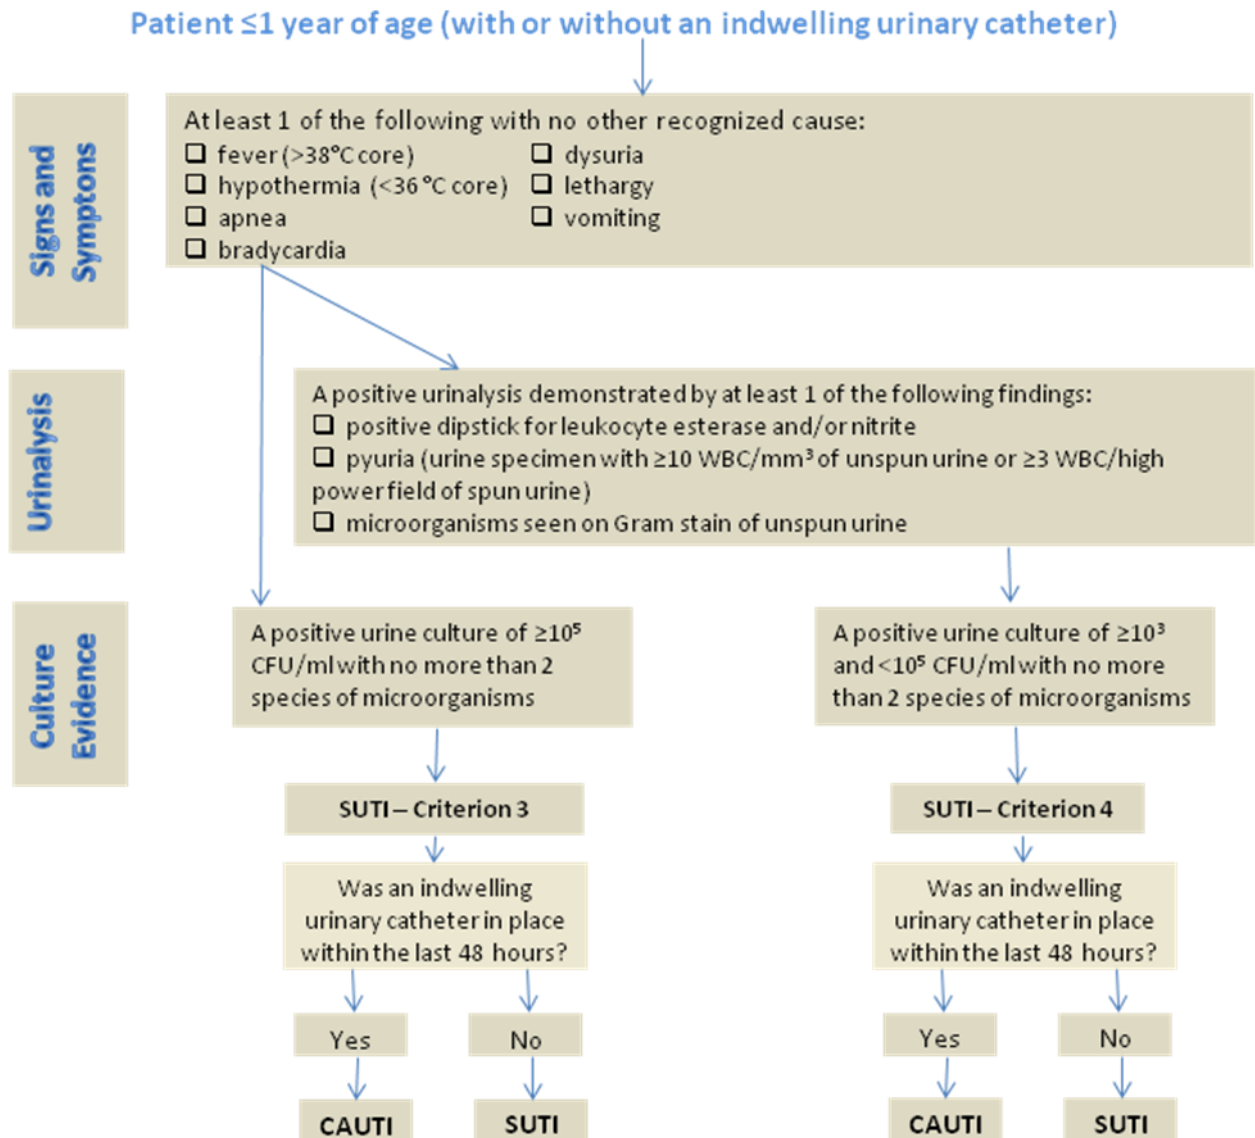 Patient ≤1 year of age (with or without an indwelling urinary catheter)
Signs and
Symptons
At least 1 of the following with no other recognized cause:
❑ fever (>38°C core)
❑ dysuria
❑ hypothermia (<36 °C core)
❑ lethargy
❑ apnea
❑ vomiting
❑ bradycardia
Urinalysis
A positive urinalysis demonstrated by at least 1 of the following findings:
❑ positive dipstick for leukocyte esterase and/or nitrite
❑ pyuria (urine specimen with ≥10 WBC/mm³ of unspun urine or ≥3 WBC/high
power field of spun urine)
❑ microorganisms seen on Gram stain of unspun urine
Culture
Evidence
A positive urine culture of ≥10⁵
CFU/ml with no more than 2
species of microorganisms
A positive urine culture of ≥10³
and <10⁵ CFU/ml with no more
than 2 species of microorganisms
SUTI – Criterion 3
SUTI – Criterion 4
Was an indwelling
urinary catheter in place
within the last 48 hours?
Was an indwelling
urinary catheter in place
within the last 48 hours?
Yes
No
Yes
No
CAUTI
SUTI
CAUTI
SUTI